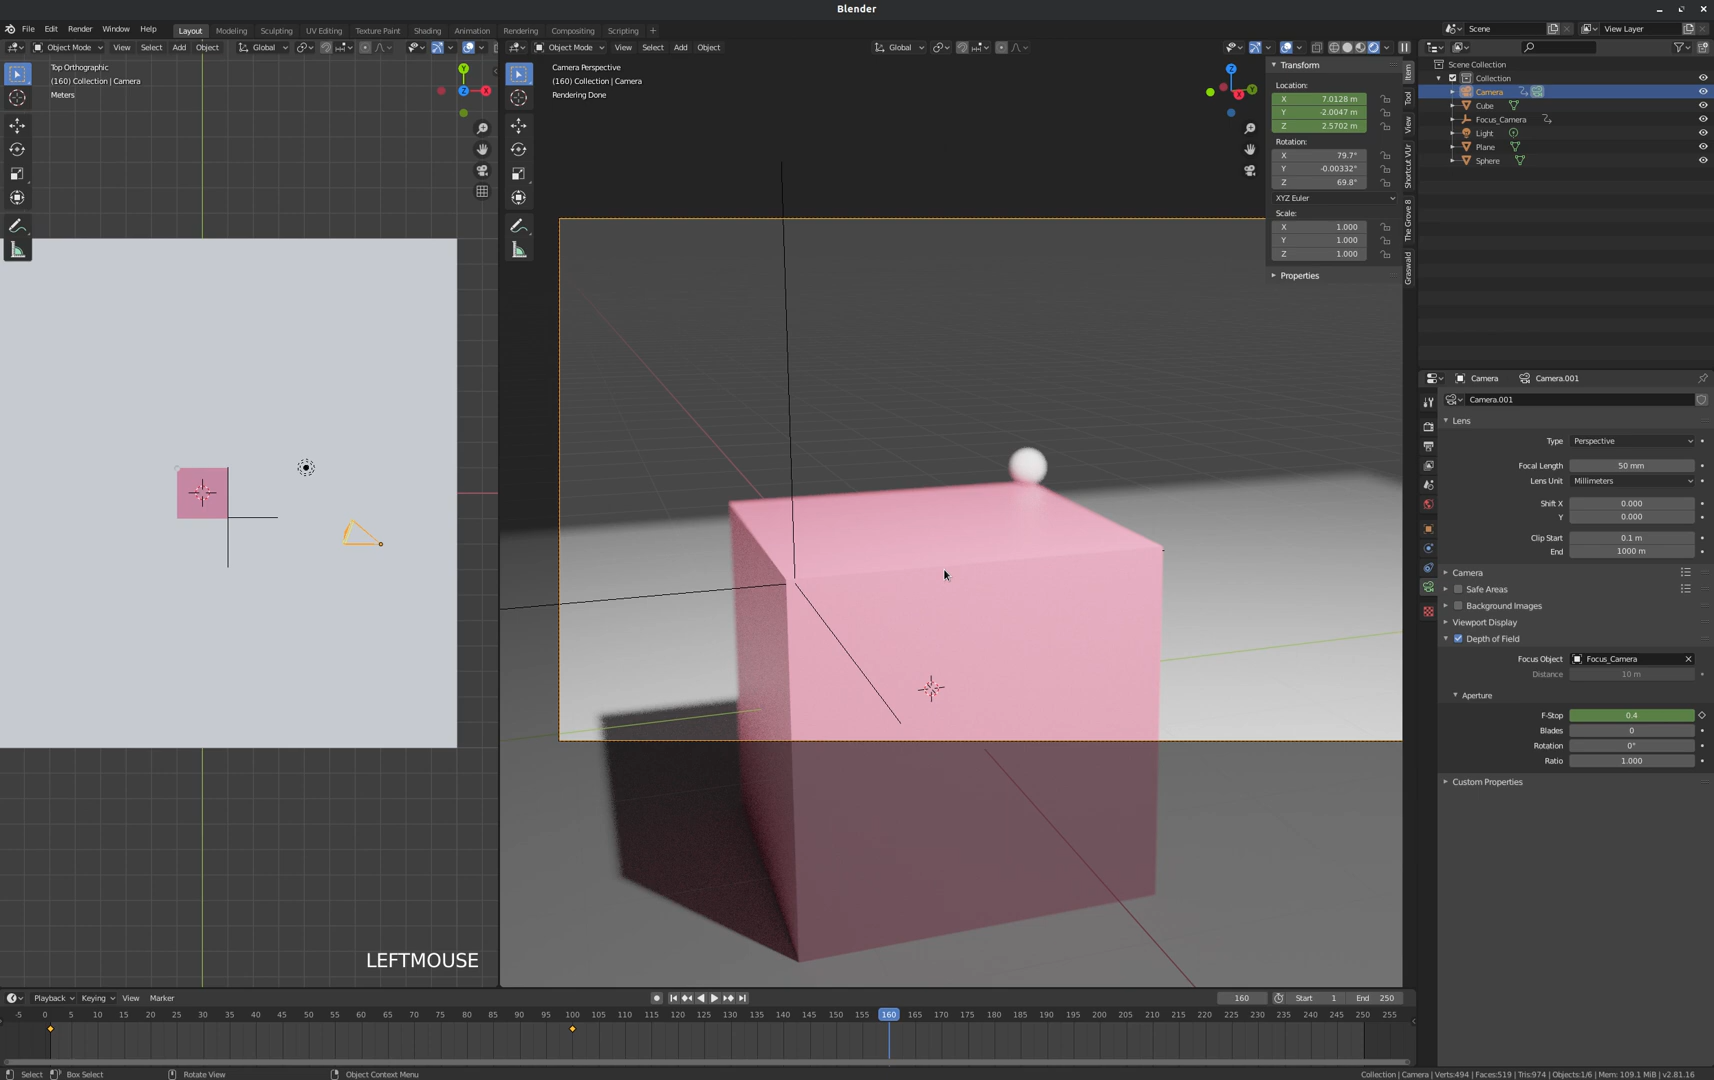 Blender
File Edit Render Window Help
Layout Modeling Sculpting UV Editing Texture Paint Shading Animation Rendering Compositing Scripting +
Scene
View Layer
Object Mode View Select Add Object Global
Object Mode View Select Add Object Global
Top Orthographic
(160) Collection | Camera
Meters
Y
Z
X
Camera Perspective
(160) Collection | Camera
Rendering Done
Z
Y
X
Transform
Location:
X 7.0128 m
Y -2.0047 m
Z 2.5702 m
Rotation:
X 79.7°
Y -0.00332°
Z 69.8°
XYZ Euler
Scale:
X 1.000
Y 1.000
Z 1.000
Properties
Item
Tool
View
Shortcut VUr
The Grove 8
Graswald
LEFTMOUSE
Scene Collection
Collection
Camera
Cube
Focus_Camera
Light
Plane
Sphere
Camera Camera.001
Camera.001
Lens
Type Perspective
Focal Length 50 mm
Lens Unit Millimeters
Shift X 0.000
Y 0.000
Clip Start 0.1 m
End 1000 m
Camera
Safe Areas
Background Images
Viewport Display
Depth of Field
Focus Object Focus_Camera
Distance 10 m
Aperture
F-Stop 0.4
Blades 0
Rotation 0°
Ratio 1.000
Custom Properties
Playback Keying View Marker
160 Start 1 End 250
-5 0 5 10 15 20 25 30 35 40 45 50 55 60 65 70 75 80 85 90 95 100 105 110 115 120 125 130 135 140 145 150 155 160 165 170 175 180 185 190 195 200 205 210 215 220 225 230 235 240 245 250 255
Select Box Select Rotate View Object Context Menu
Collection | Camera | Verts:494 | Faces:519 | Tris:974 | Objects:1/6 | Mem: 109.1 MiB | v2.81.16